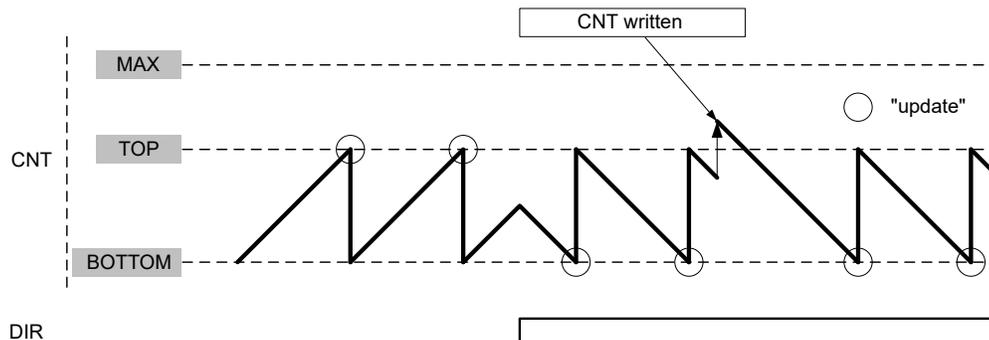 CNT written
MAX
"update"
TOP
CNT
BOTTOM
DIR